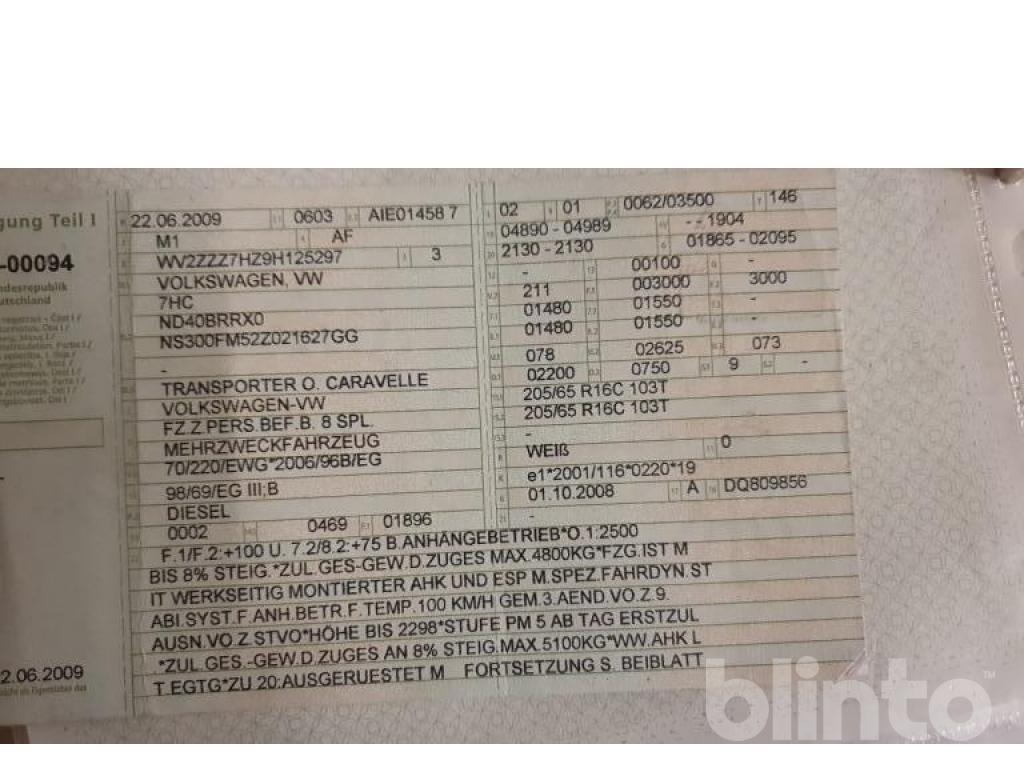 gung Teil I
-00094
ndesrepublik
eutschland
2.06.2009
22.06.2009 0603 AIE01458 7
M1 AF
WV2ZZZ7HZ9H125297 3
VOLKSWAGEN, VW
7HC
ND40BRRX0
NS300FM52Z021627GG
-
TRANSPORTER O. CARAVELLE
VOLKSWAGEN-VW
FZ.Z.PERS.BEF.B. 8 SPL.
MEHRZWECKFAHRZEUG
70/220/EWG*2006/96B/EG
98/69/EG III;B
DIESEL
0002 0469 01896
02 01 0062/03500 146
04890 - 04989 - - 1904
2130 - 2130 01865 - 02095
- 00100 -
211 003000 3000
01480 01550 -
01480 01550 -
078 02625 073
02200 0750 9 -
205/65 R16C 103T
205/65 R16C 103T
-
WEIß 0
e1*2001/116*0220*19
01.10.2008 A DQ809856
-
F.1/F.2:+100 U. 7.2/8.2:+75 B.ANHÄNGEBETRIEB*O.1:2500
BIS 8% STEIG.*ZUL.GES-GEW.D.ZUGES MAX.4800KG*FZG.IST M
IT WERKSEITIG MONTIERTER AHK UND ESP M.SPEZ.FAHRDYN.ST
ABI.SYST.F.ANH.BETR.F.TEMP.100 KM/H GEM.3.AEND.VO.Z.9.
AUSN.VO.Z.STVO*HÖHE BIS 2298*STUFE PM 5 AB TAG ERSTZUL
*ZUL.GES.-GEW.D.ZUGES AN 8% STEIG.MAX.5100KG*WW.AHK L
T.EGTG*ZU 20:AUSGERUESTET M FORTSETZUNG S. BEIBLATT
blinto